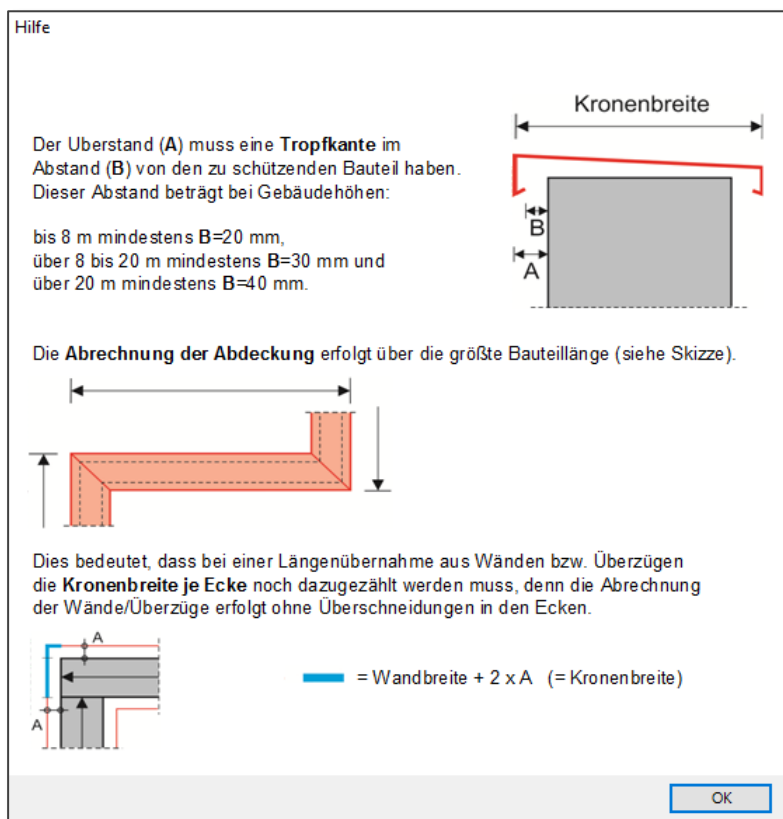 Hilfe
Kronenbreite
Der Uberstand (A) muss eine Tropfkante im
Abstand (B) von den zu schützenden Bauteil haben.
Dieser Abstand beträgt bei Gebäudehöhen:
B
A
bis 8 m mindestens B=20 mm,
über 8 bis 20 m mindestens B=30 mm und
über 20 m mindestens B=40 mm.
Die Abrechnung der Abdeckung erfolgt über die größte Bauteillänge (siehe Skizze).
Dies bedeutet, dass bei einer Längenübernahme aus Wänden bzw. Überzügen
die Kronenbreite je Ecke noch dazugezählt werden muss, denn die Abrechnung
der Wände/Überzüge erfolgt ohne Überschneidungen in den Ecken.
A
= Wandbreite + 2 x A (= Kronenbreite)
A
OK